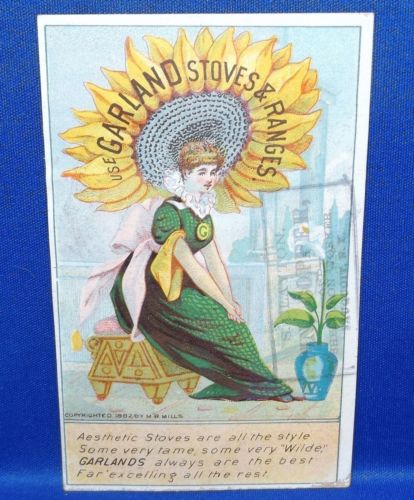 USE GARLAND STOVES & RANGES!
G
COPYRIGHTED 1882 BY M.B. MILLS.
Aesthetic Stoves are all the style
Some very tame, some very "Wilde,"
GARLANDS always are the best
Far excelling all the rest.